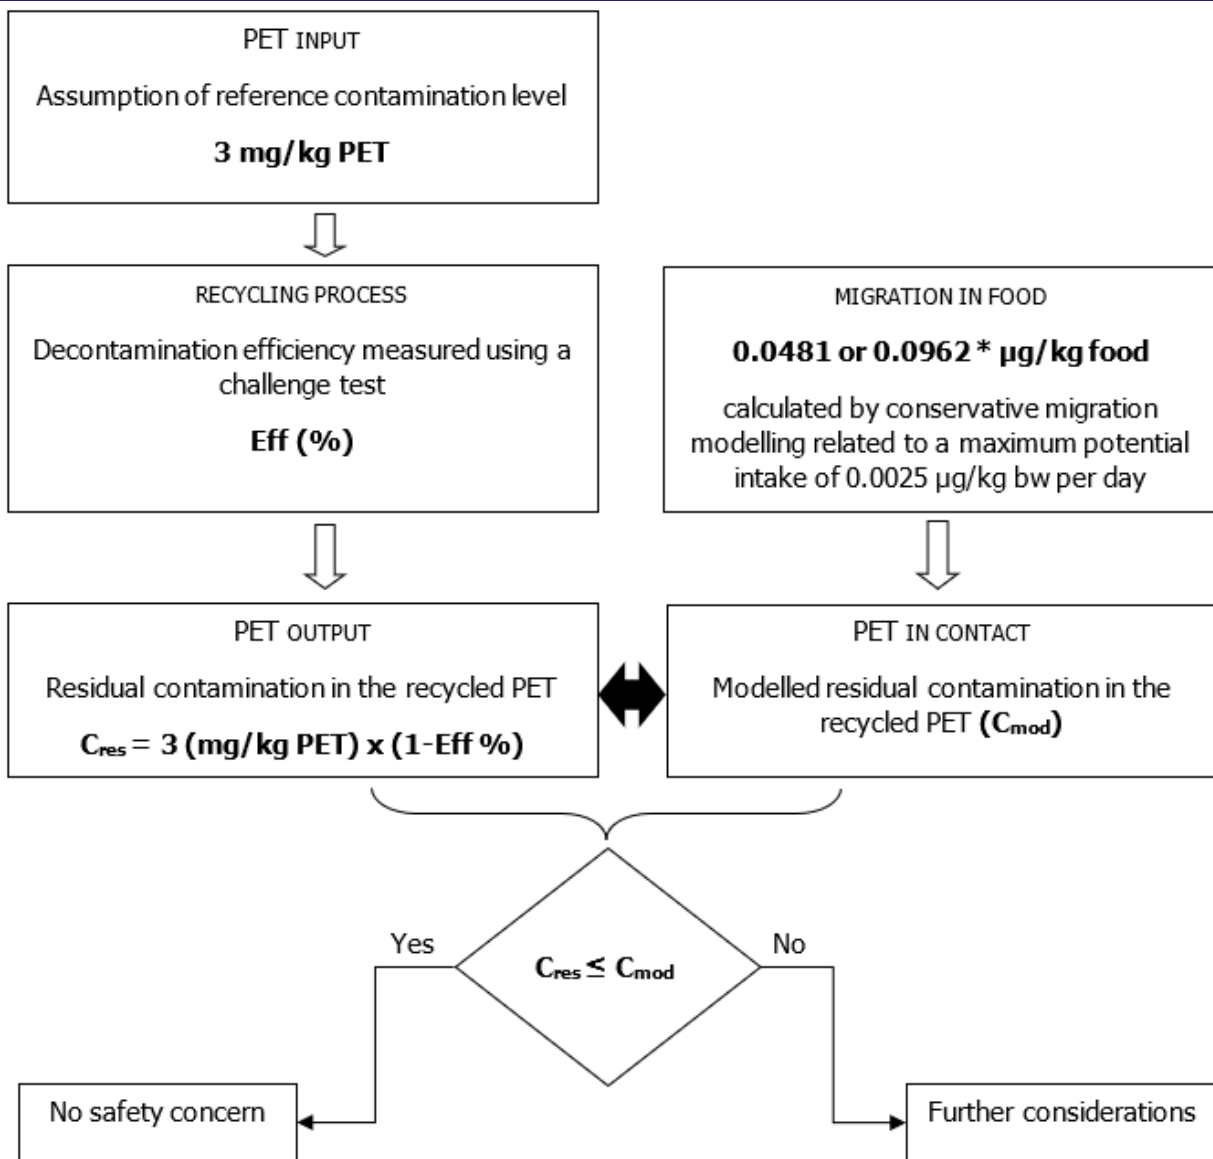 PET INPUT
Assumption of reference contamination level
3 mg/kg PET
RECYCLING PROCESS
Decontamination efficiency measured using a
challenge test
Eff (%)
MIGRATION IN FOOD
0.0481 or 0.0962 * µg/kg food
calculated by conservative migration
modelling related to a maximum potential
intake of 0.0025 µg/kg bw per day
PET OUTPUT
Residual contamination in the recycled PET
Cres = 3 (mg/kg PET) x (1-Eff %)
PET IN CONTACT
Modelled residual contamination in the
recycled PET (Cmod)
Yes
No
Cres ≤ Cmod
No safety concern
Further considerations